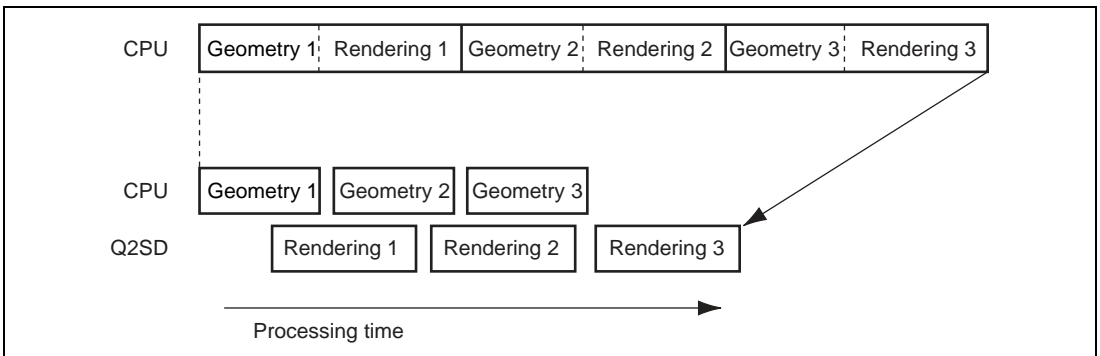 CPU Geometry 1 Rendering 1 Geometry 2 Rendering 2 Geometry 3 Rendering 3
CPU Geometry 1 Geometry 2 Geometry 3
Q2SD Rendering 1 Rendering 2 Rendering 3
Processing time